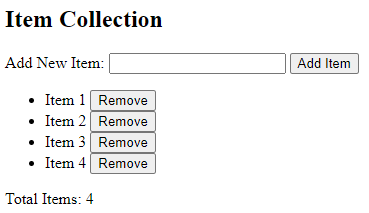 Item Collection
Add New Item: Add Item
Item 1 Remove
Item 2 Remove
Item 3 Remove
Item 4 Remove
Total Items: 4